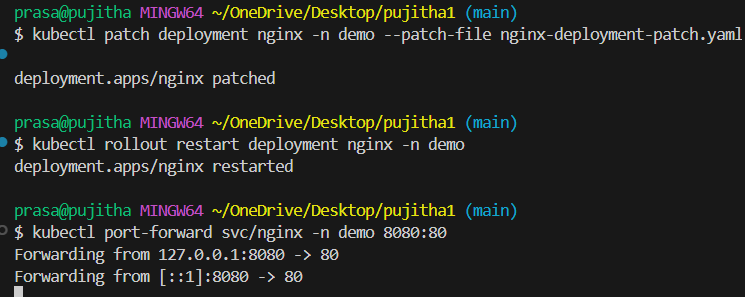 prasa@pujitha MINGW64 ~/OneDrive/Desktop/pujitha1 (main)
$ kubectl patch deployment nginx -n demo --patch-file nginx-deployment-patch.yaml
deployment.apps/nginx patched
prasa@pujitha MINGW64 ~/OneDrive/Desktop/pujitha1 (main)
$ kubectl rollout restart deployment nginx -n demo
deployment.apps/nginx restarted
prasa@pujitha MINGW64 ~/OneDrive/Desktop/pujitha1 (main)
$ kubectl port-forward svc/nginx -n demo 8080:80
Forwarding from 127.0.0.1:8080 -> 80
Forwarding from [::1]:8080 -> 80